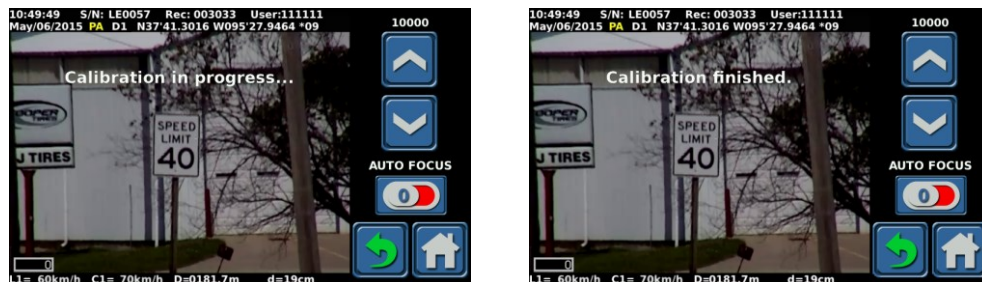 10:49:49 S/N: LE0057 Rec: 003033 User:111111
May/06/2015 PA D1 N37'41.3016 W095'27.9464 *09
10000
Calibration in progress...
TIRES
SPEED
LIMIT
40
J TIRES
AUTO FOCUS
0
0
L1= 60km/h C1= 70km/h D=0181.7m d=19cm
10:49:49 S/N: LE0057 Rec: 003033 User:111111
May/06/2015 PA D1 N37'41.3016 W095'27.9464 *09
10000
Calibration finished.
TIRES
SPEED
LIMIT
40
J TIRES
AUTO FOCUS
0
0
L1= 60km/h C1= 70km/h D=0181.7m d=19cm